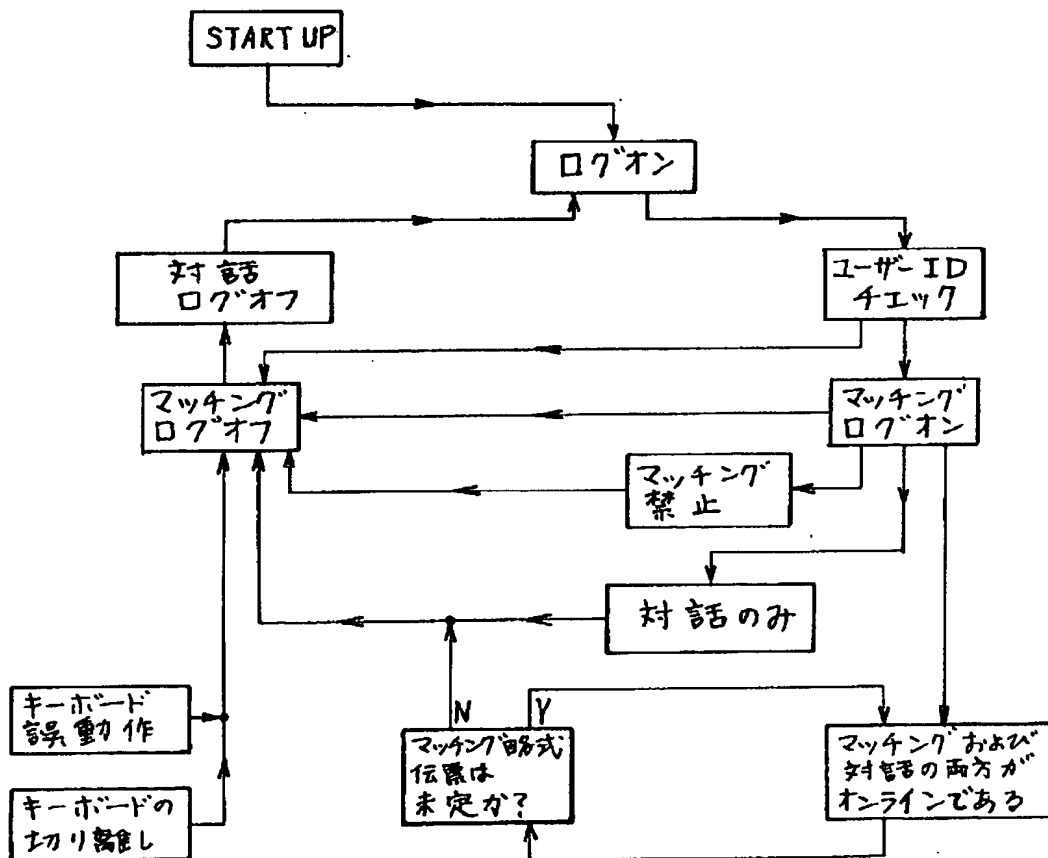 START UP
ログオン
対話
ログオフ
ユーザーID
チェック
マッチング
ログオフ
マッチング
ログオン
マッチング
禁止
対話のみ
キーボード
誤動作
N
Y
マッチング略式
伝票は
未定か?
マッチングおよび
対話の両方が
オンラインである
キーボードの
切り離し